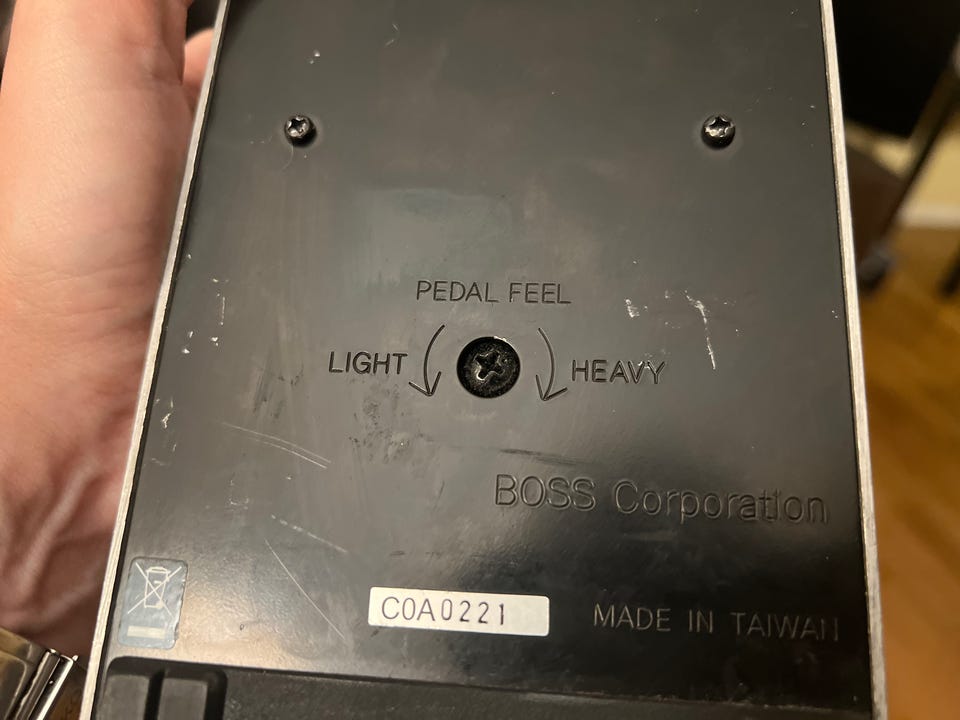 PEDAL FEEL
LIGHT HEAVY
BOSS Corporation
C0A0221
MADE IN TAIWAN